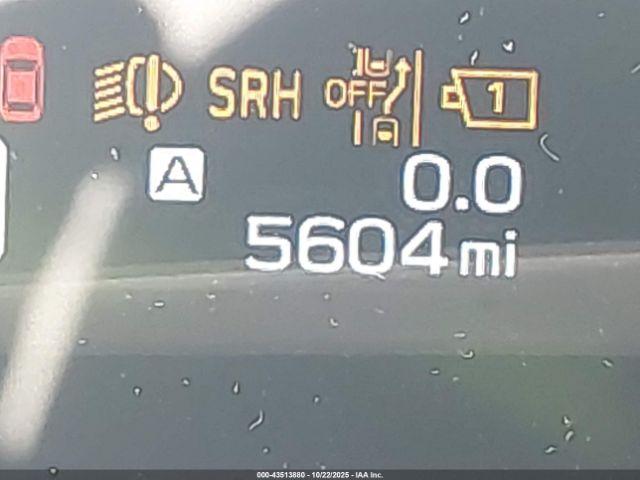 SRH OFF 1
A 0.0
5604 mi
000-43513880 - 10/22/2025 - IAA Inc.